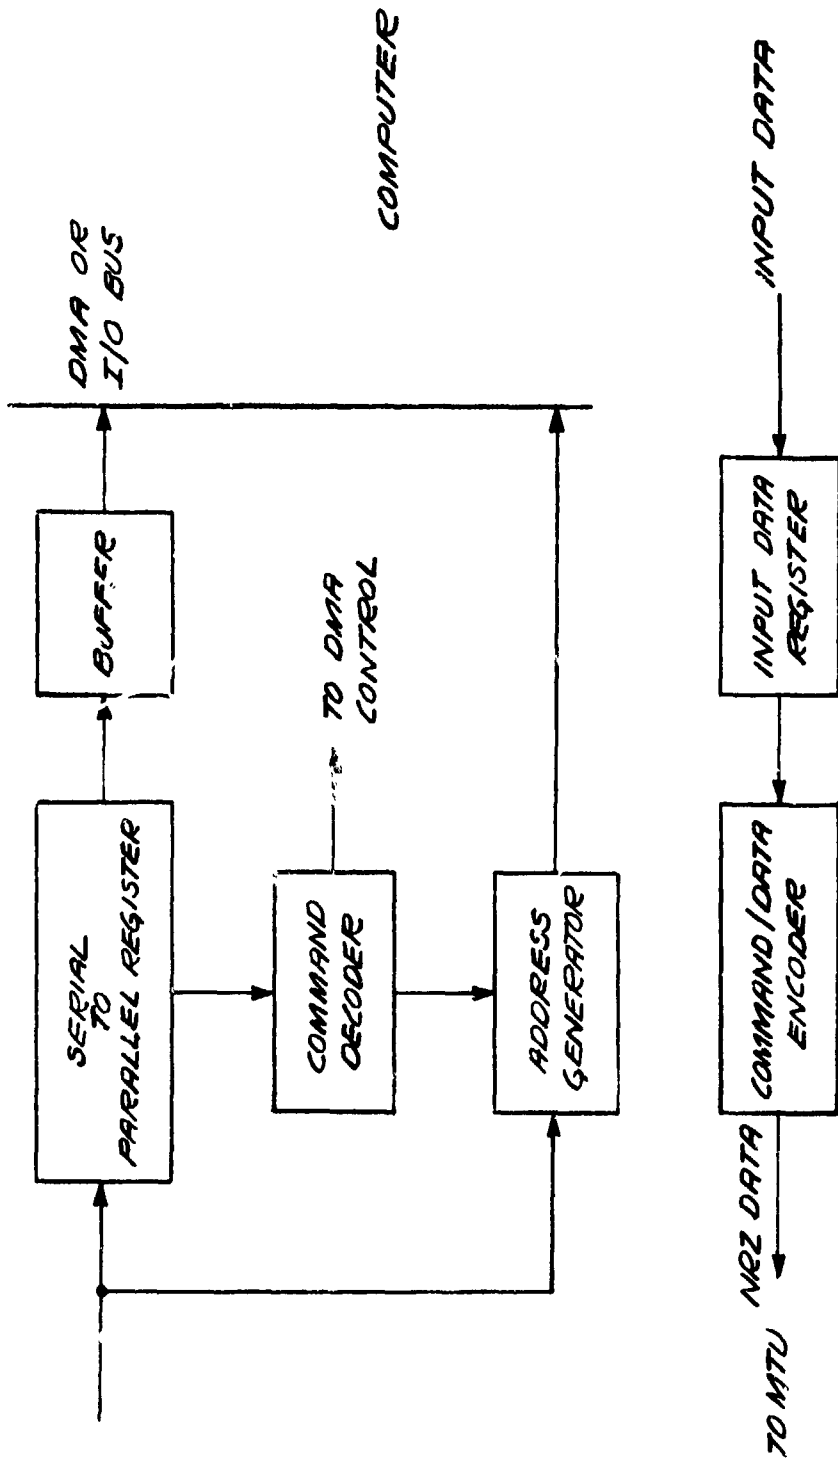 SERIAL
TO
PARALLEL REGISTER
BUFFER
DMA OR
I/O BUS
COMMAND
DECODER
TO DMA
CONTROL
COMPUTER
ADDRESS
GENERATOR
TO MTU
NRZ DATA
COMMAND/DATA
ENCODER
INPUT DATA
REGISTER
INPUT DATA